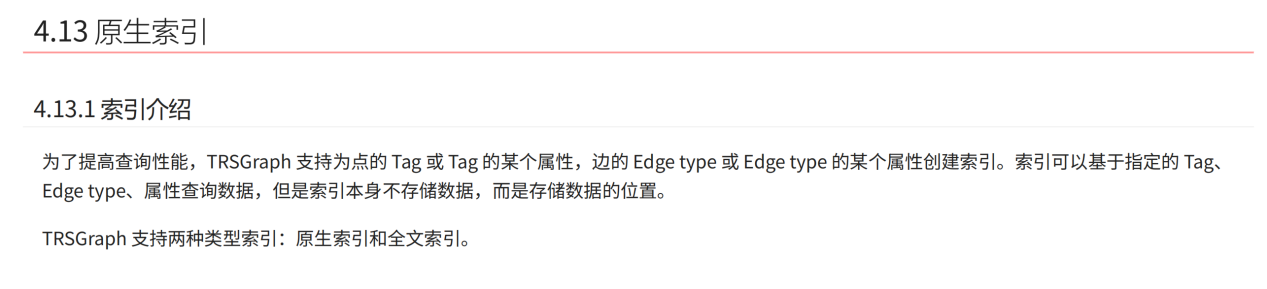 4.13 原生索引
4.13.1 索引介绍
为了提高查询性能，TRSGraph 支持为点的 Tag 或 Tag 的某个属性，边的 Edge type 或 Edge type 的某个属性创建索引。索引可以基于指定的 Tag、
Edge type、属性查询数据，但是索引本身不存储数据，而是存储数据的位置。
TRSGraph 支持两种类型索引：原生索引和全文索引。